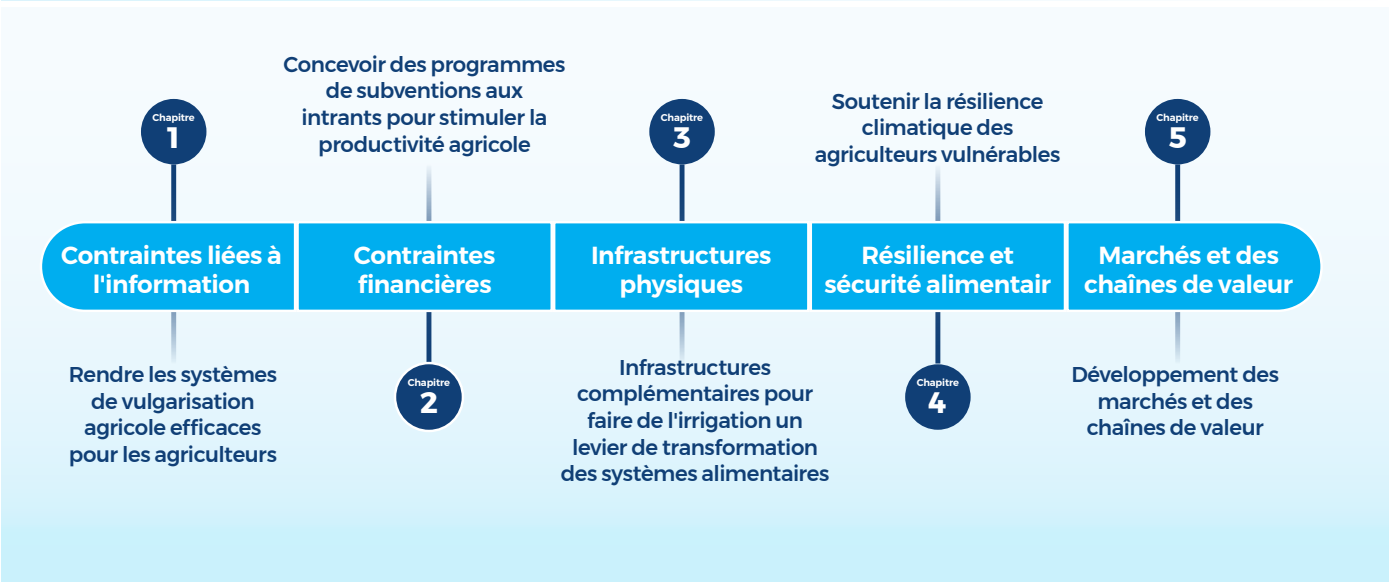 Chapitre
1
Contraintes liées à
l'information
Rendre les systèmes
de vulgarisation
agricole efficaces
pour les agriculteurs
Concevoir des programmes
de subventions aux
intrants pour stimuler la
productivité agricole
Contraintes
financières
Chapitre
2
Chapitre
3
Infrastructures
physiques
Infrastructures
complémentaires pour
faire de l'irrigation un
levier de transformation
des systèmes alimentaires
Soutenir la résilience
climatique des
agriculteurs vulnérables
Résilience et
sécurité alimentair
Chapitre
4
Chapitre
5
Marchés et des
chaînes de valeur
Développement des
marchés et des
chaînes de valeur